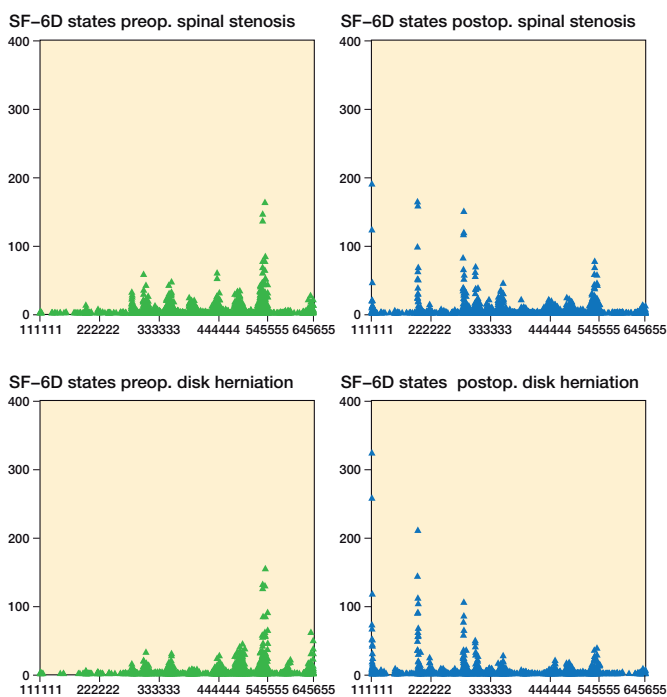 SF–6D states preop. spinal stenosis
400
300
200
100
0
111111 222222 333333 444444 545555 645655
SF–6D states postop. spinal stenosis
400
300
200
100
0
111111 222222 333333 444444 545555 645655
SF–6D states preop. disk herniation
400
300
200
100
0
111111 222222 333333 444444 545555 645655
SF–6D states postop. disk herniation
400
300
200
100
0
111111 222222 333333 444444 545555 645655